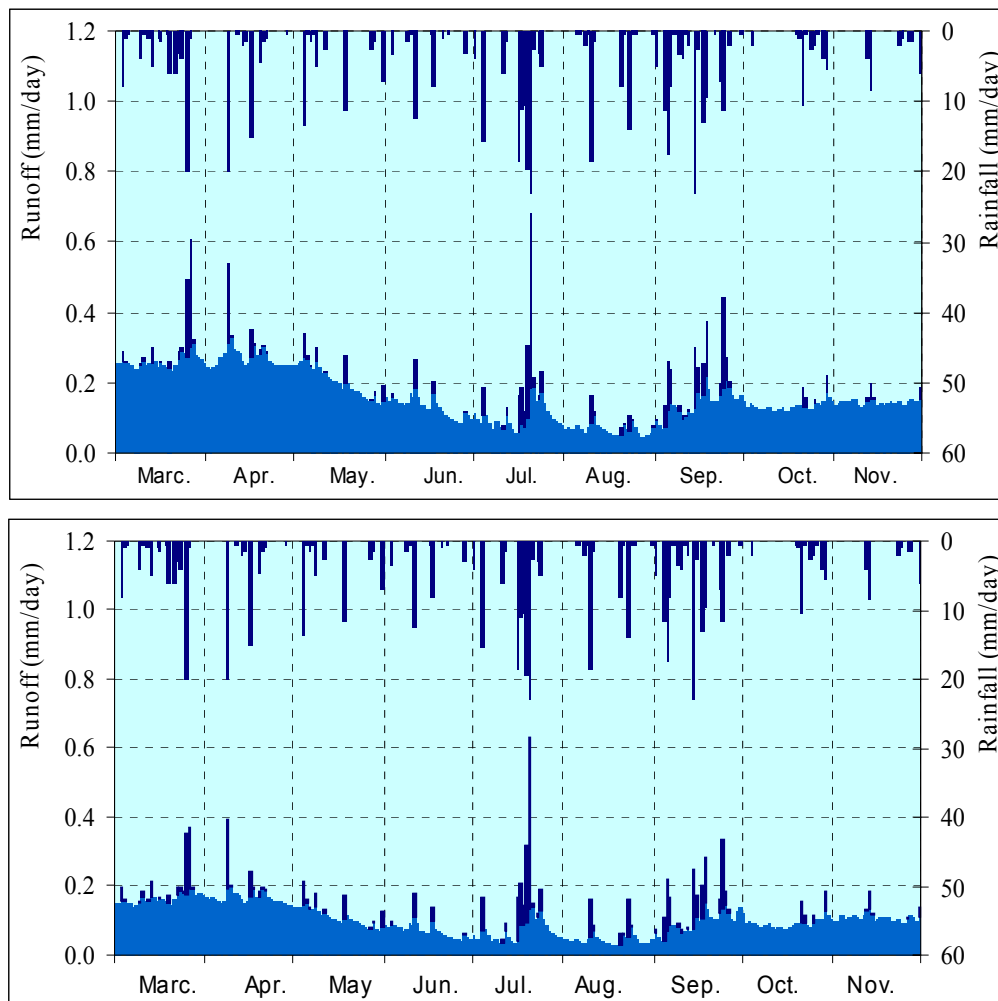 Runoff (mm/day)
Rainfall (mm/day)
1.2 0
1.0 10
0.8 20
0.6 30
0.4 40
0.2 50
0.0 60
Marc. Apr. May. Jun. Jul. Aug. Sep. Oct. Nov.
Runoff (mm/day)
Rainfall (mm/day)
1.2 0
1.0 10
0.8 20
0.6 30
0.4 40
0.2 50
0.0 60
Marc. Apr. May Jun. Jul. Aug. Sep. Oct. Nov.